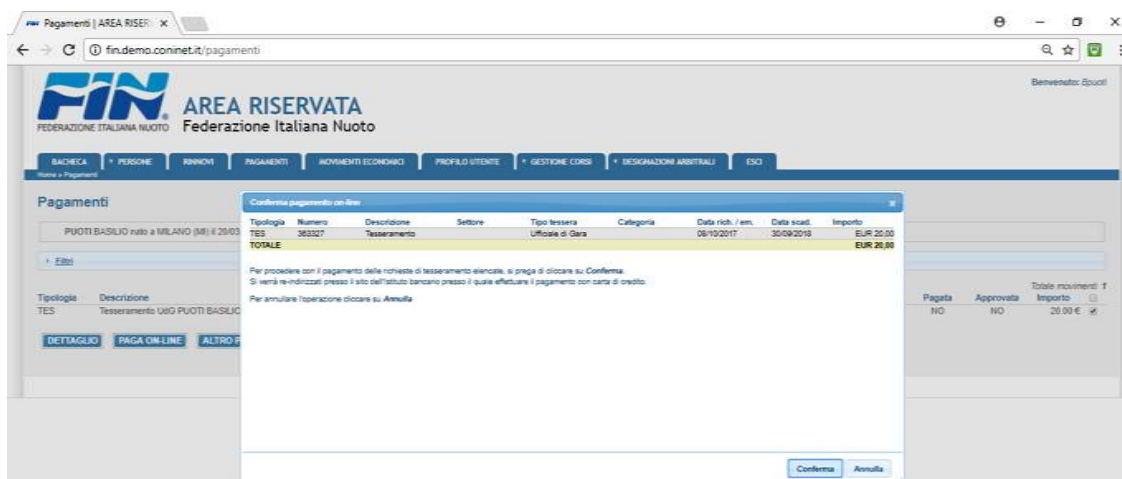 Pagamenti | AREA RISER
fin.demo.coninet.it/pagamenti
Benvenuto: Bpuoti
FIN
FEDERAZIONE ITALIANA NUOTO
AREA RISERVATA
Federazione Italiana Nuoto
BACHECA PERSONE RINNOVI PAGAMENTI MOVIMENTI ECONOMICI PROFILO UTENTE GESTIONE CORSI DESIGNAZIONI ARBITRALI ESCI
Home » Pagamenti
Pagamenti
PUOTI BASILIO nato a MILANO (MI) il 20/03
Filtri
Totale movimenti: 1
Tipologia Descrizione Pagata Approvata Importo
TES Tesseramento UdG PUOTI BASILIO NO NO 20.00 €
DETTAGLIO PAGA ON-LINE ALTRO P
Conferma pagamento on-line
Tipologia Numero Descrizione Settore Tipo tessera Categoria Data rich. / em. Data scad. Importo
TES 363327 Tesseramento Ufficiale di Gara 08/10/2017 30/09/2018 EUR 20,00
TOTALE EUR 20,00
Per procedere con il pagamento delle richieste di tesseramento elencate, si prega di cliccare su Conferma.
Si verrà re-indirizzati presso il sito dell'istituto bancario presso il quale effettuare il pagamento con carta di credito.
Per annullare l'operazione cliccare su Annulla
Conferma Annulla